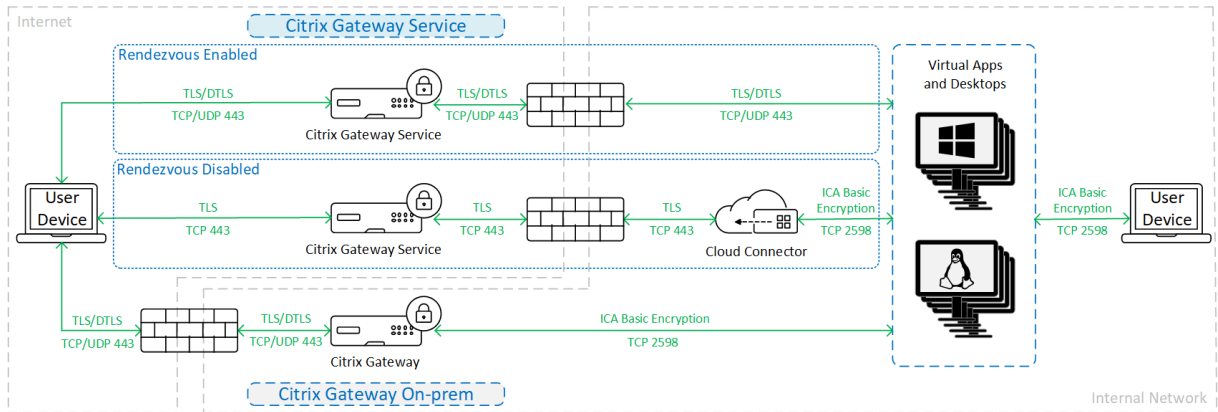 Internet
Citrix Gateway Service
Rendezvous Enabled
TLS/DTLS
TCP/UDP 443
Citrix Gateway Service
TLS/DTLS
TCP/UDP 443
TLS/DTLS
TCP/UDP 443
Virtual Apps
and Desktops
Rendezvous Disabled
User
Device
TLS
TCP 443
Citrix Gateway Service
TLS
TCP 443
TLS
TCP 443
Cloud Connector
ICA Basic
Encryption
TCP 2598
ICA Basic
Encryption
TCP 2598
User
Device
TLS/DTLS
TCP/UDP 443
TLS/DTLS
TCP/UDP 443
Citrix Gateway
ICA Basic Encryption
TCP 2598
Citrix Gateway On-prem
Internal Network